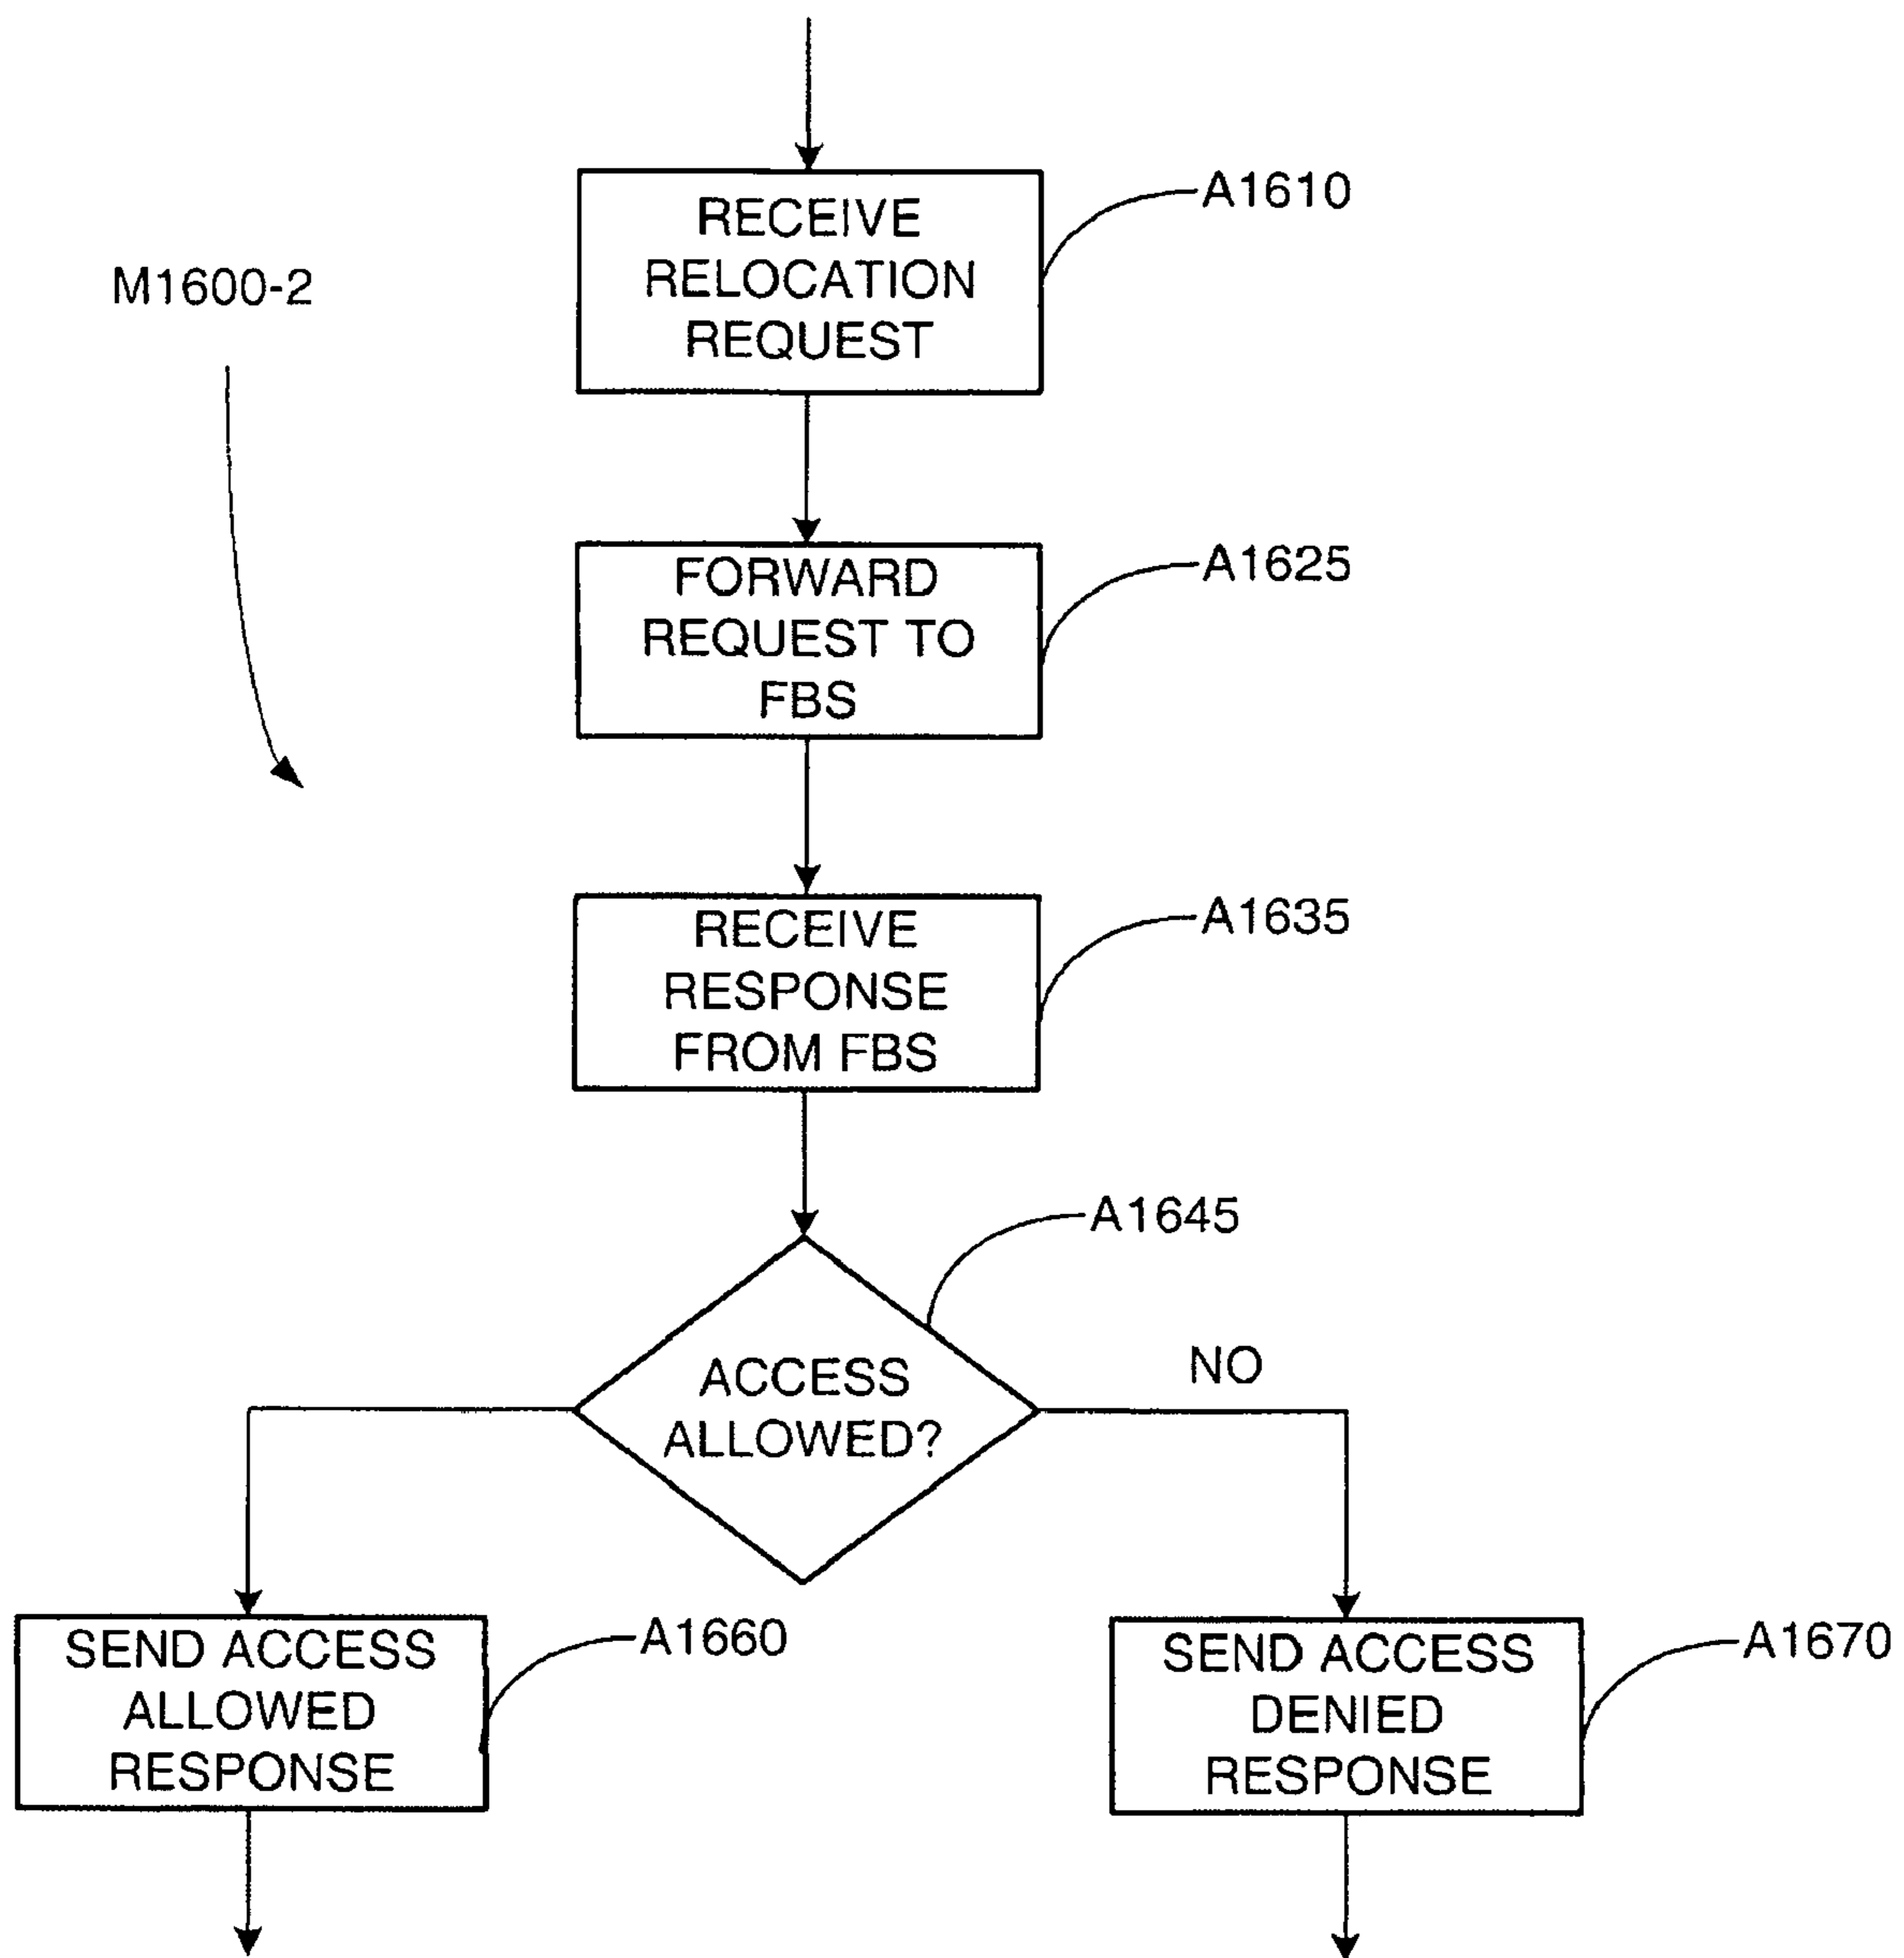 RECEIVE
RELOCATION
REQUEST
A1610
M1600-2
FORWARD
REQUEST TO
FBS
A1625
RECEIVE
RESPONSE
FROM FBS
A1635
A1645
ACCESS
ALLOWED?
NO
SEND ACCESS
ALLOWED
RESPONSE
A1660
SEND ACCESS
DENIED
RESPONSE
A1670